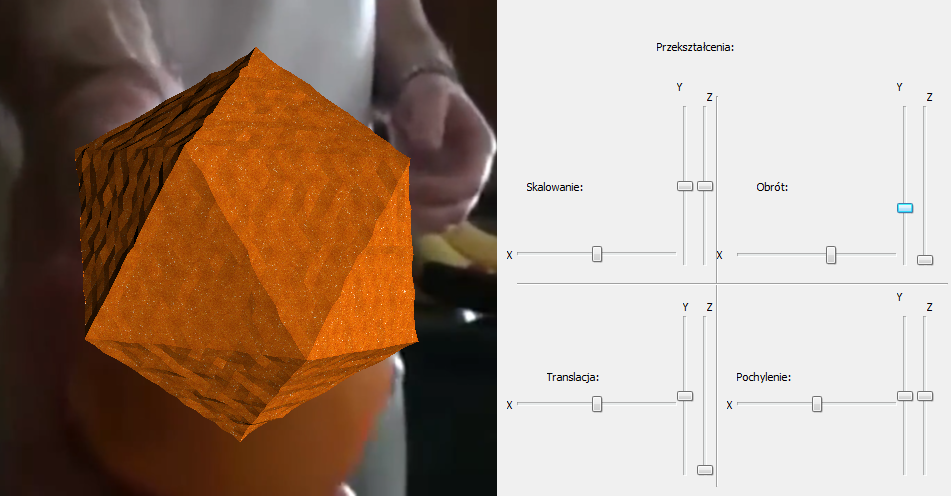 Przekształcenia:
Y
Z
Skalowanie:
X
Y
Z
Obrót:
X
Y
Z
Translacja:
X
Y
Z
Pochylenie:
X